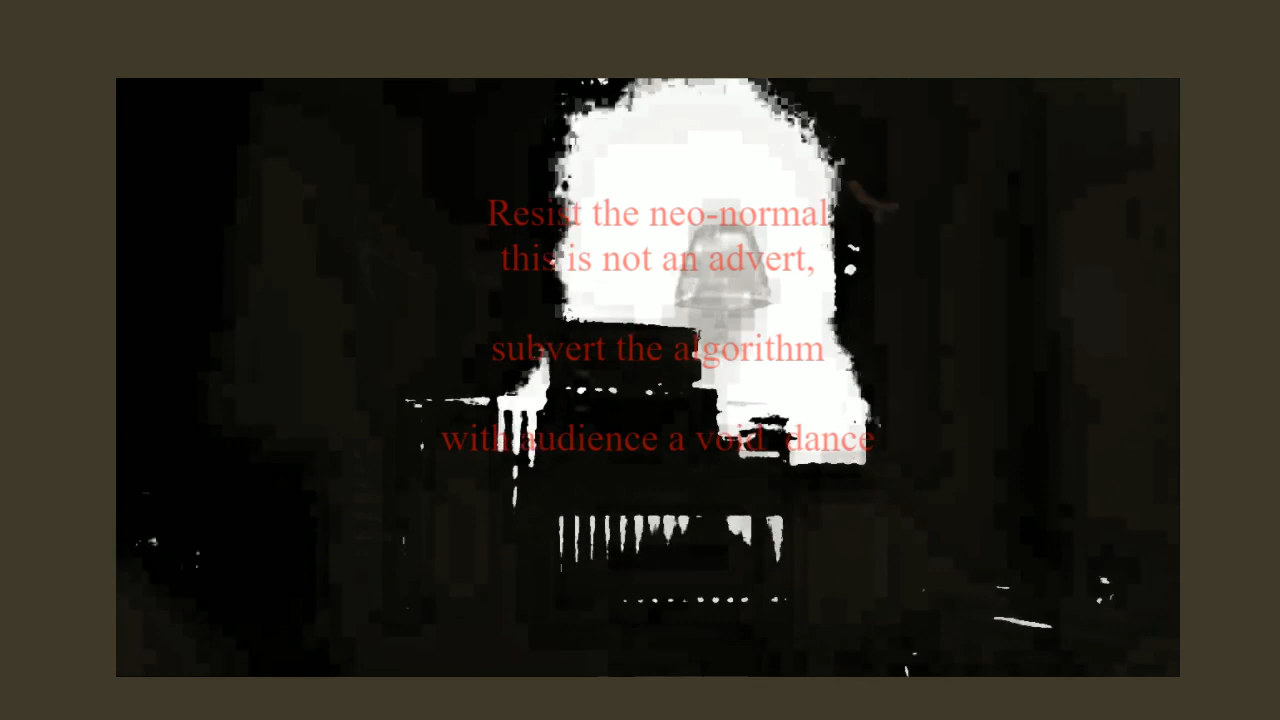 Resist the neo-normal
this is not an advert,
subvert the algorithm
with audience a void dance